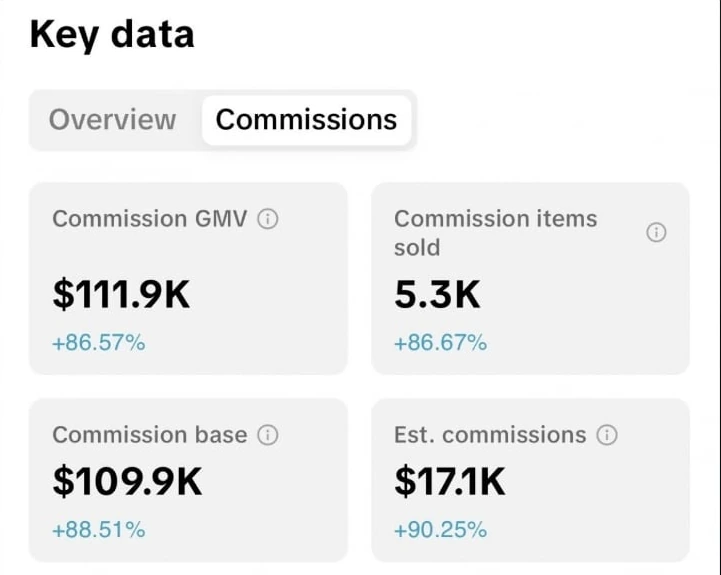 Key data
Overview
Commissions
Commission GMV
$111.9K
+86.57%
Commission items
sold
5.3K
+86.67%
Commission base
$109.9K
+88.51%
Est. commissions
$17.1K
+90.25%